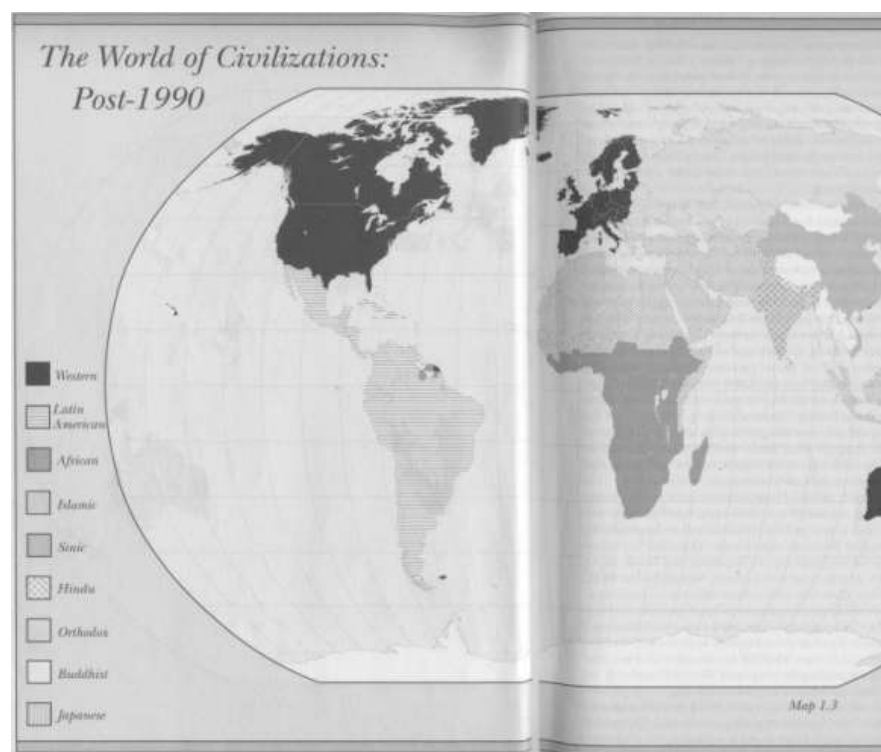 The World of Civilizations:
Post-1990
Western
Latin
American
African
Islamic
Sinic
Hindu
Orthodox
Buddhist
Japanese
Map 1.3